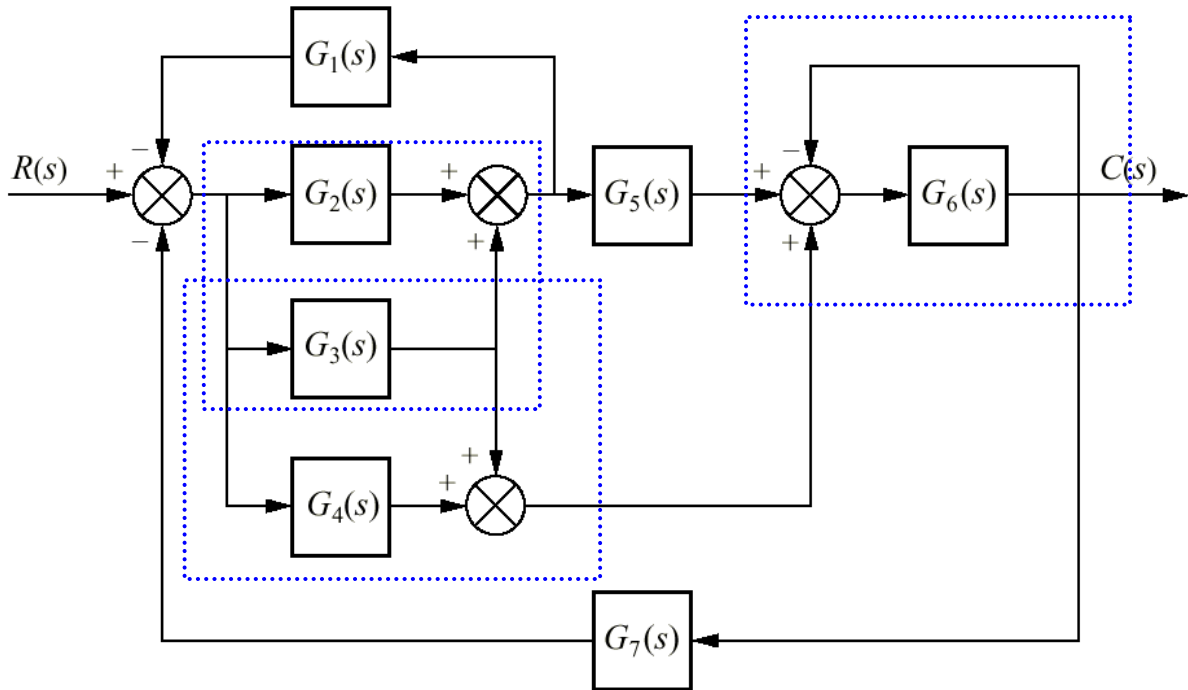 G1(s)
−
−
R(s)
+
G2(s)
+
G5(s)
+
G6(s)
C(s)
−
+
+
G3(s)
+
+
G4(s)
G7(s)